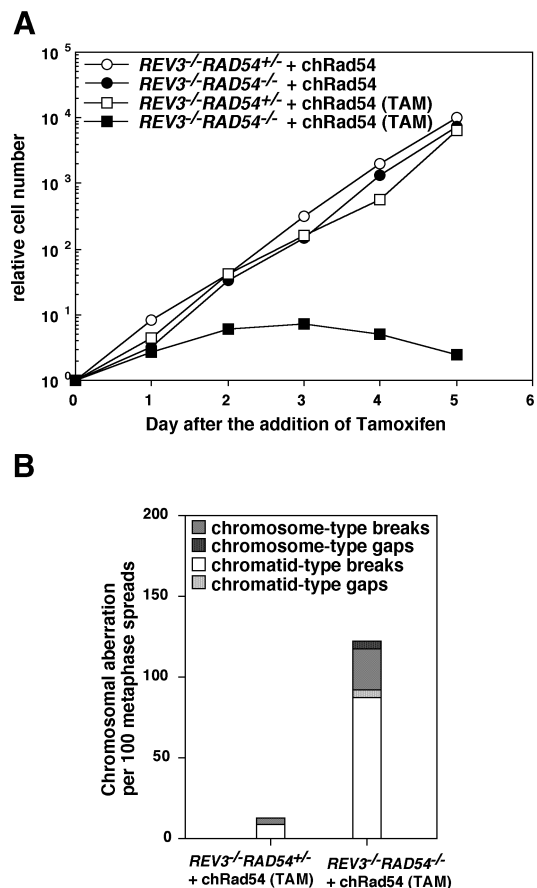 A
REV3-/-RAD54+/- + chRad54
REV3-/-RAD54-/- + chRad54
REV3-/-RAD54+/- + chRad54 (TAM)
REV3-/-RAD54-/- + chRad54 (TAM)
relative cell number
10 5
10 4
10 3
10 2
10 1
10 0
0 1 2 3 4 5 6
Day after the addition of Tamoxifen
B
chromosome-type breaks
chromosome-type gaps
chromatid-type breaks
chromatid-type gaps
Chromosomal aberration
per 100 metaphase spreads
200
150
100
50
0
REV3-/-RAD54+/-
+ chRad54 (TAM)
REV3-/-RAD54-/-
+ chRad54 (TAM)